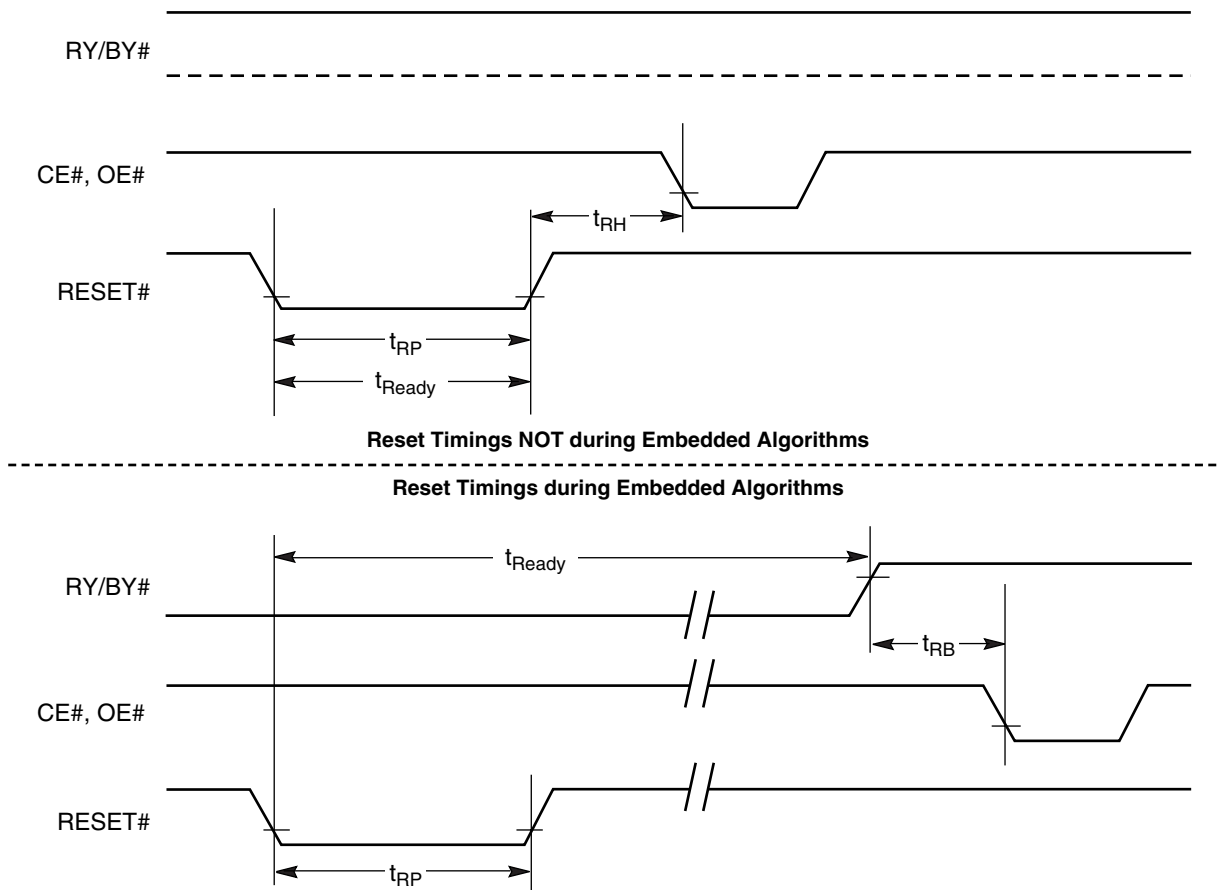 RY/BY#
CE#, OE#
tRH
RESET#
tRP
tReady
Reset Timings NOT during Embedded Algorithms
Reset Timings during Embedded Algorithms
tReady
RY/BY#
tRB
CE#, OE#
RESET#
tRP